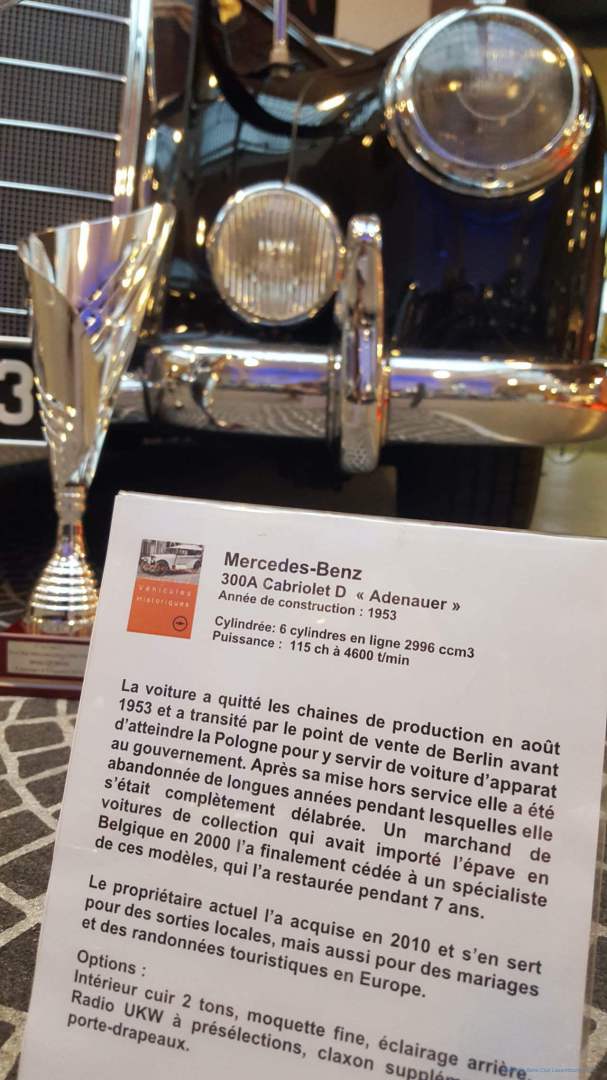 3
Véhicules
Historiques
Mercedes-Benz
300A Cabriolet D « Adenauer »
Année de construction : 1953
Cylindrée: 6 cylindres en ligne 2996 ccm3
Puissance : 115 ch à 4600 t/min
La voiture a quitté les chaines de production en août
1953 et a transité par le point de vente de Berlin avant
d'atteindre la Pologne pour y servir de voiture d'apparat
au gouvernement. Après sa mise hors service elle a été
abandonnée de longues années pendant lesquelles elle
s'était complètement délabrée. Un marchand de
voitures de collection qui avait importé l'épave en
Belgique en 2000 l'a finalement cédée à un spécialiste
de ces modèles, qui l'a restaurée pendant 7 ans.
Le propriétaire actuel l'a acquise en 2010 et s'en sert
pour des sorties locales, mais aussi pour des mariages
et des randonnées touristiques en Europe.
Options :
Intérieur cuir 2 tons, moquette fine, éclairage arrière,
Radio UKW à présélections, claxon supplém
porte-drapeaux.